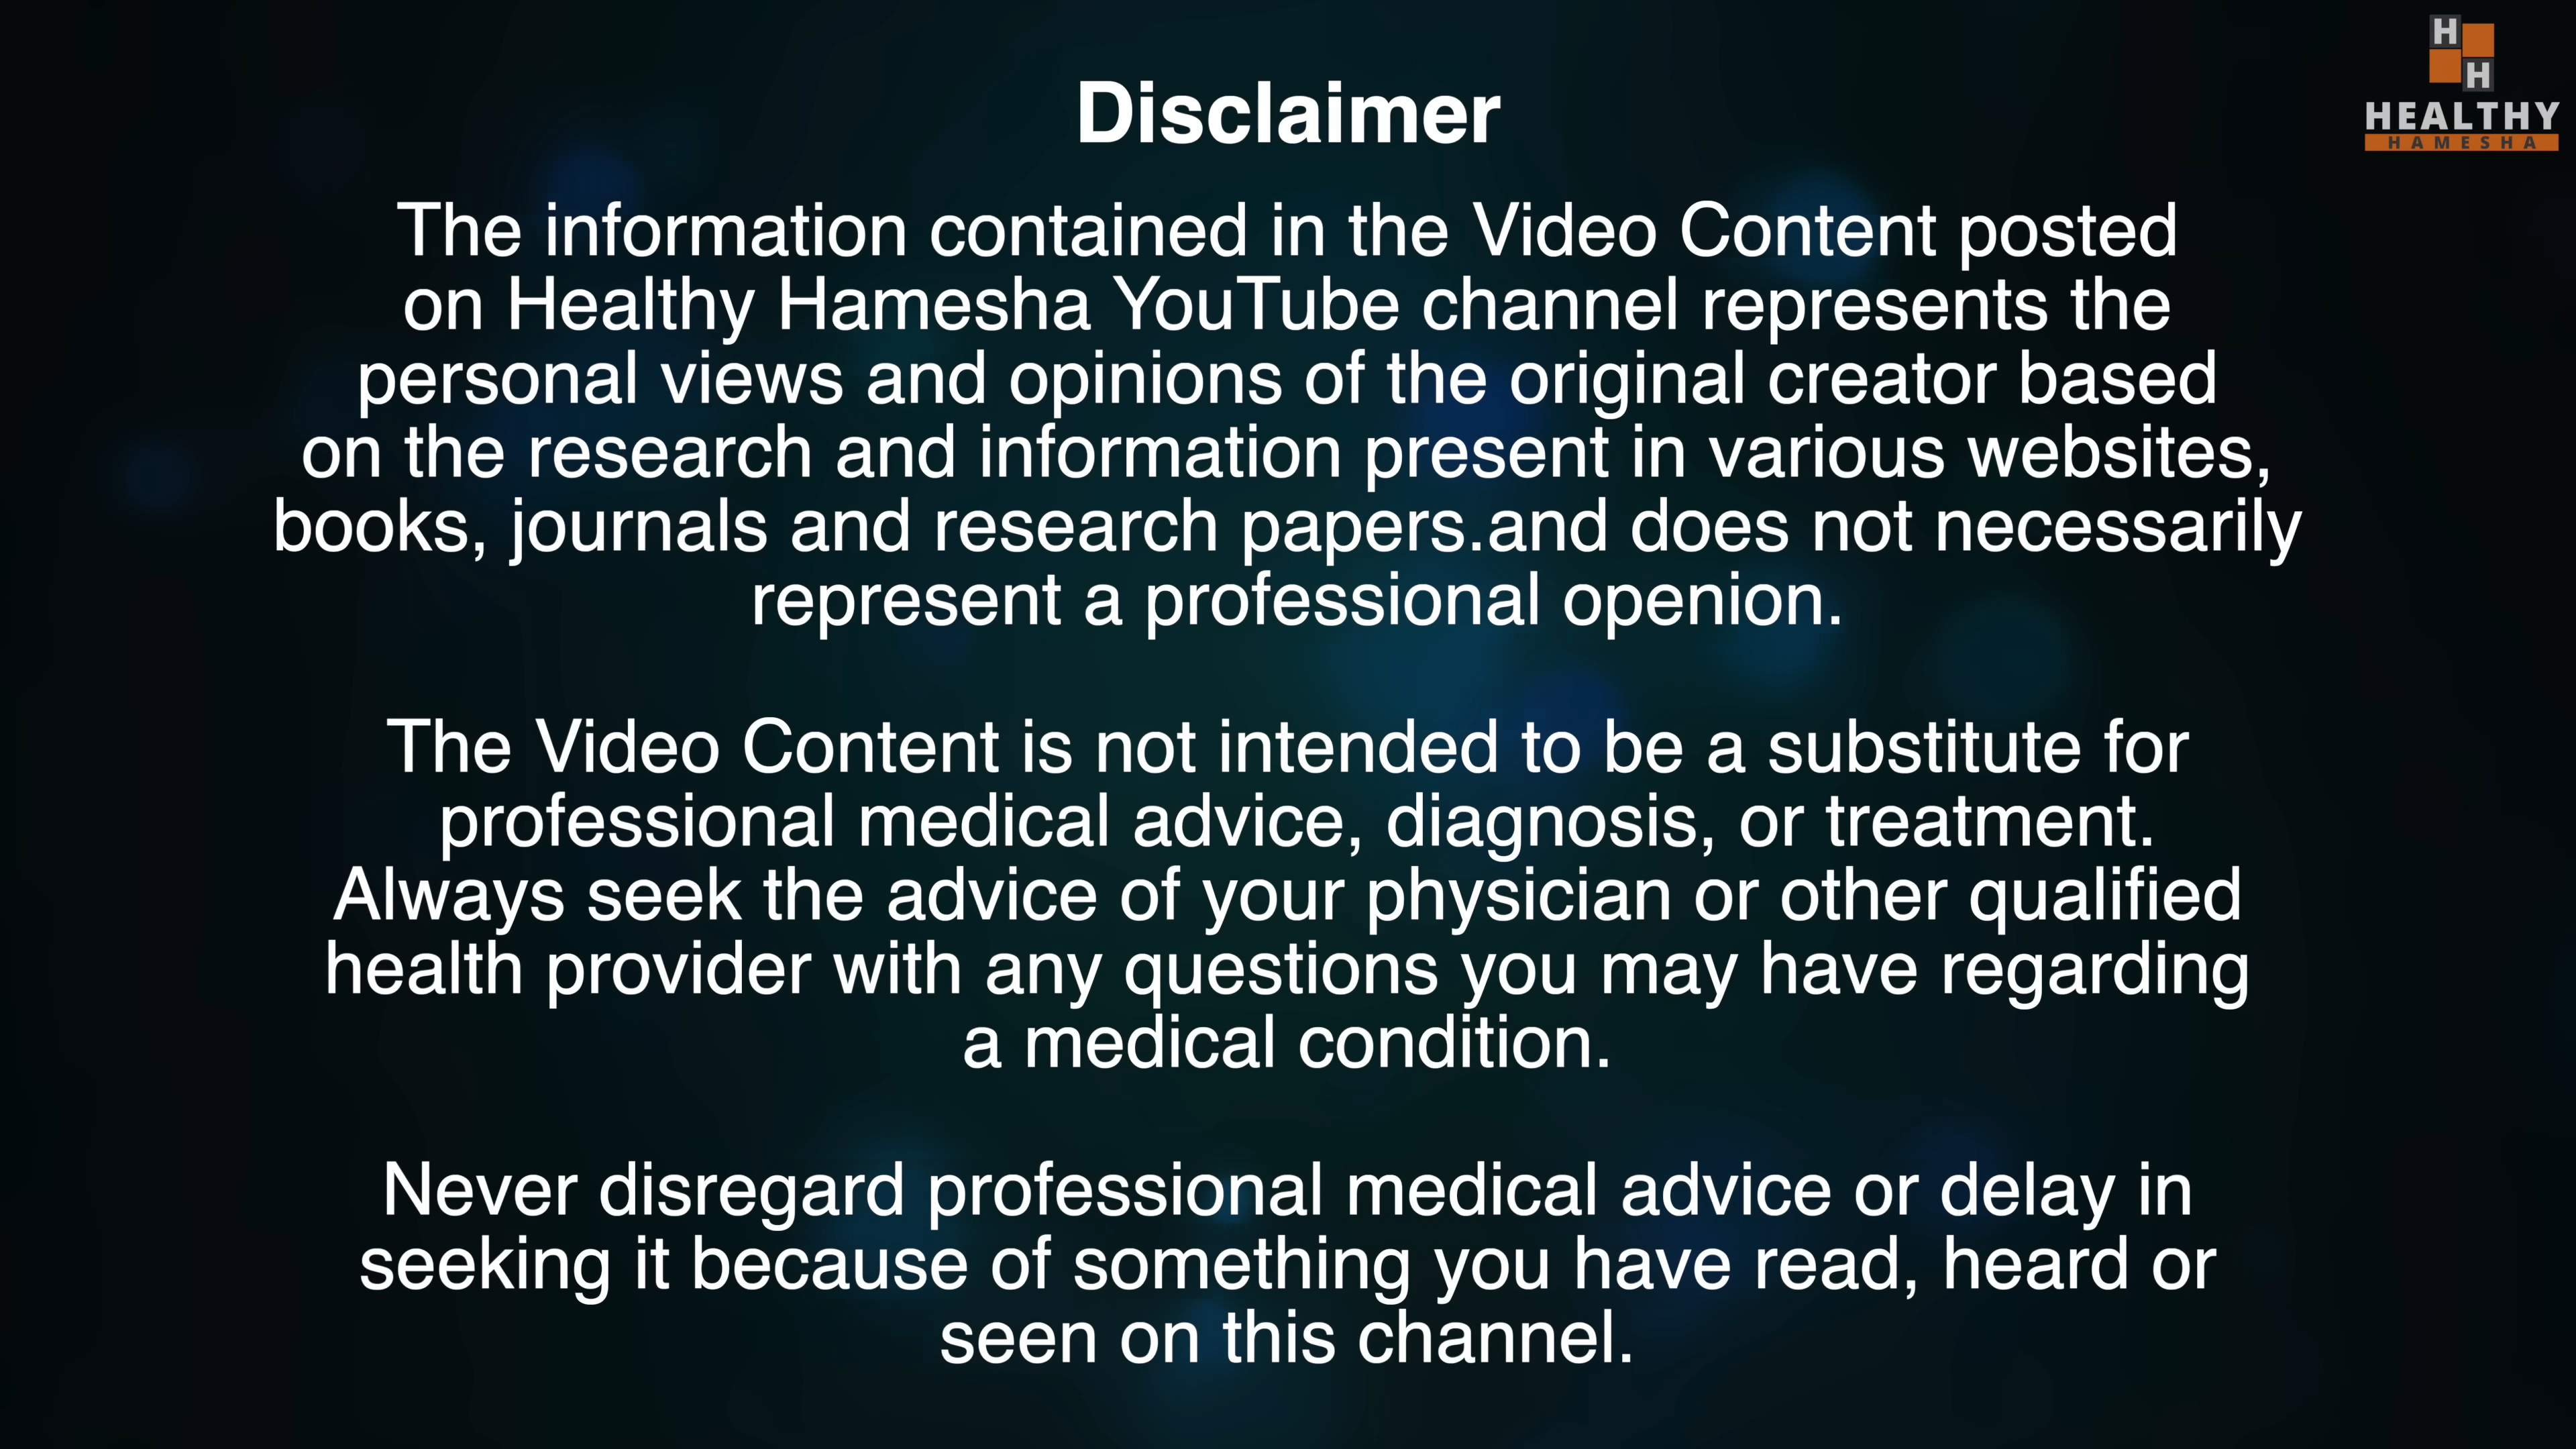 H
H
HEALTHY
HAMESHA
Disclaimer
The information contained in the Video Content posted
on Healthy Hamesha YouTube channel represents the
personal views and opinions of the original creator based
on the research and information present in various websites,
books, journals and research papers.and does not necessarily
represent a professional openion.
The Video Content is not intended to be a substitute for
professional medical advice, diagnosis, or treatment.
Always seek the advice of your physician or other qualified
health provider with any questions you may have regarding
a medical condition.
Never disregard professional medical advice or delay in
seeking it because of something you have read, heard or
seen on this channel.